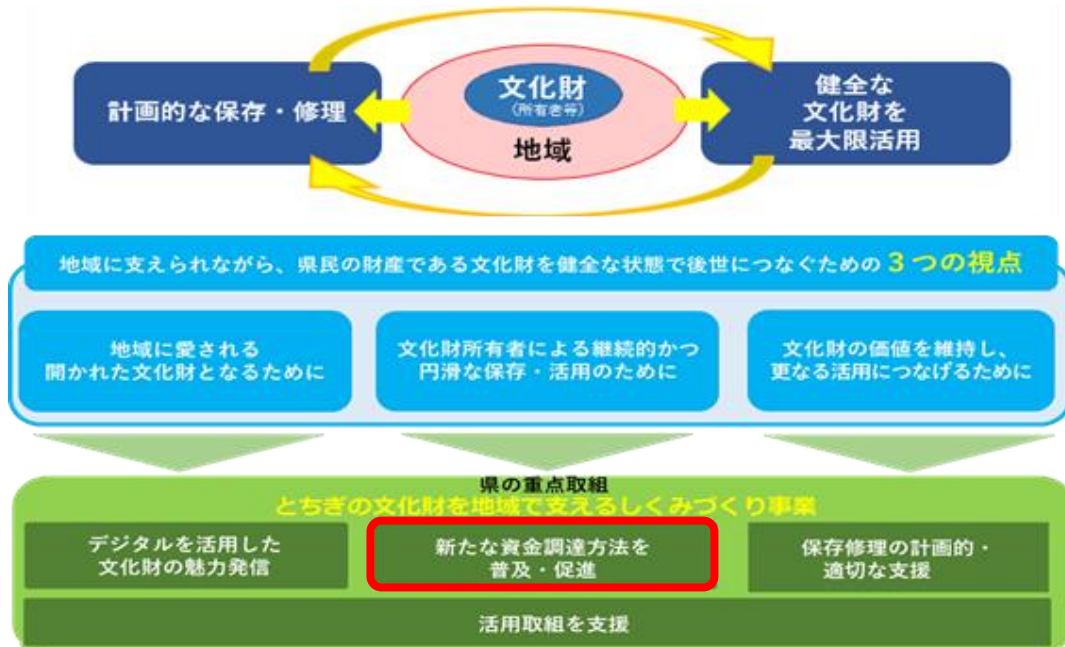 文化財
(所有者等)
地域
計画的な保存・修理
健全な
文化財を
最大限活用
地域に支えられながら、県民の財産である文化財を健全な状態で後世につなぐための３つの視点
地域に愛される
開かれた文化財となるために
文化財所有者による継続的かつ
円滑な保存・活用のために
文化財の価値を維持し、
更なる活用につなげるために
県の重点取組
とちぎの文化財を地域で支えるしくみづくり事業
デジタルを活用した
文化財の魅力発信
新たな資金調達方法を
普及・促進
保存修理の計画的・
適切な支援
活用取組を支援